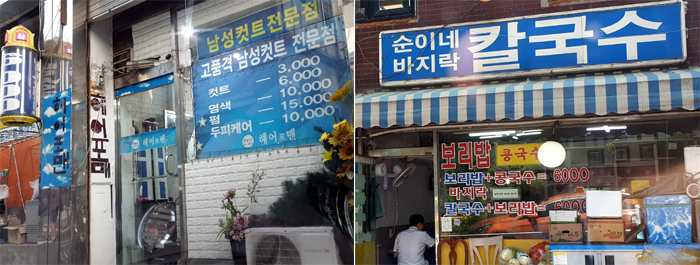 남성컷트전문점
고품격 남성컷트 전문점
3,000
컷트 — 6,000
염색 — 10,000
펌 — 15,000
두피케어 — 10,000
헤어포맨
순이네
바지락
칼국수
보리밥 콩국수
보리밥+콩국수= 6000
바지락
칼국수+보리밥= 6000